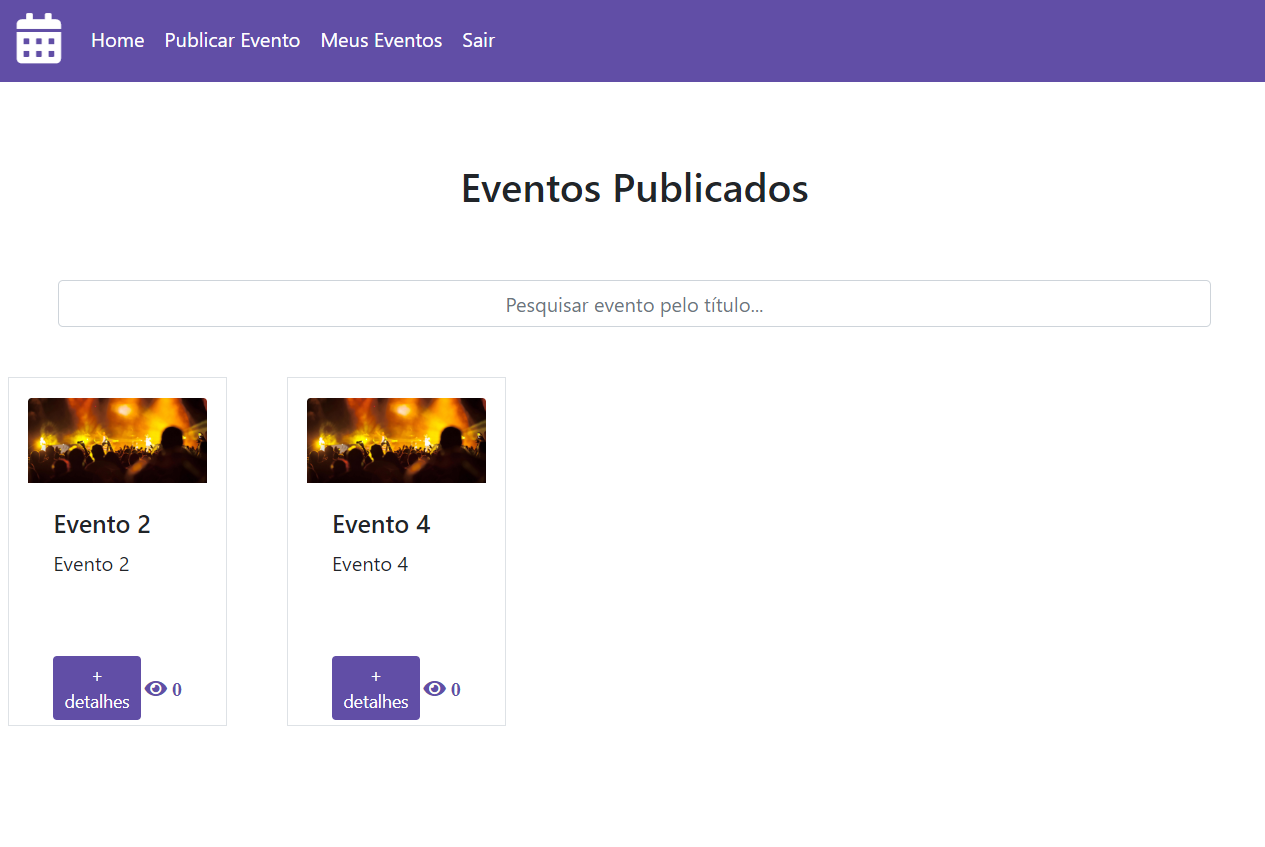 Home Publicar Evento Meus Eventos Sair
Eventos Publicados
Pesquisar evento pelo título...
Evento 2
Evento 2
+
detalhes
0
Evento 4
Evento 4
+
detalhes
0